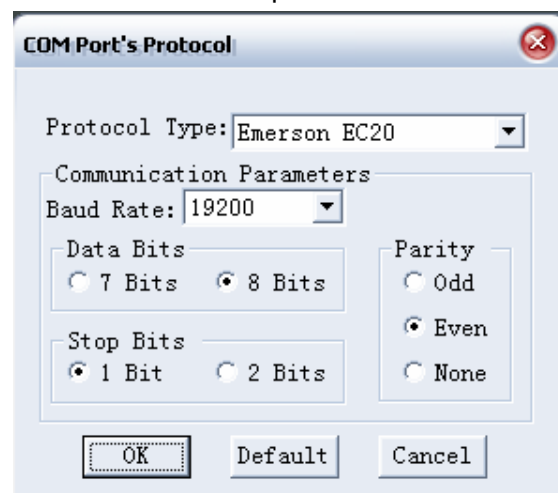 COM Port's Protocol
Protocol Type: Emerson EC20
Communication Parameters
Baud Rate: 19200
Data Bits
7 Bits 8 Bits
Stop Bits
1 Bit 2 Bits
Parity
Odd
Even
None
OK Default Cancel